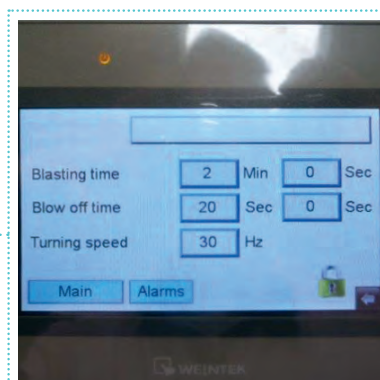 Blasting time 2 Min 0 Sec
Blow off time 20 Sec 0 Sec
Turning speed 30 Hz
Main Alarms
WEINTEK